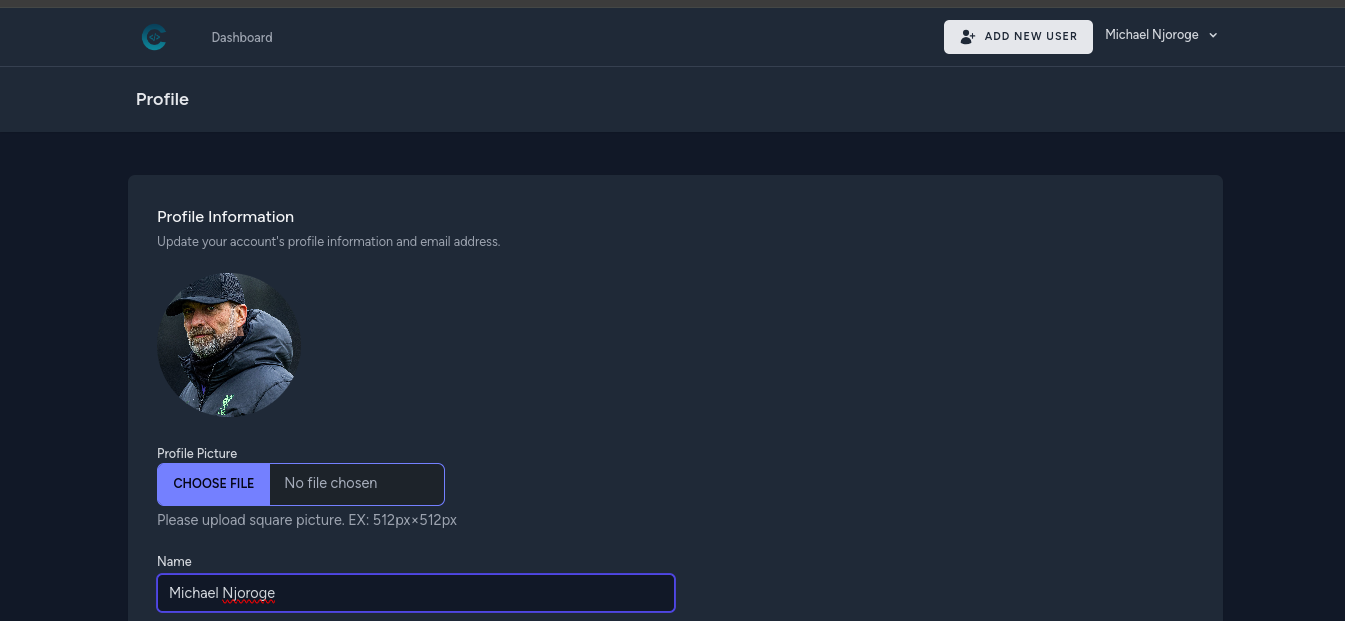 Dashboard
ADD NEW USER
Michael Njoroge
Profile
Profile Information
Update your account's profile information and email address.
Profile Picture
CHOOSE FILE No file chosen
Please upload square picture. EX: 512px×512px
Name
Michael Njoroge